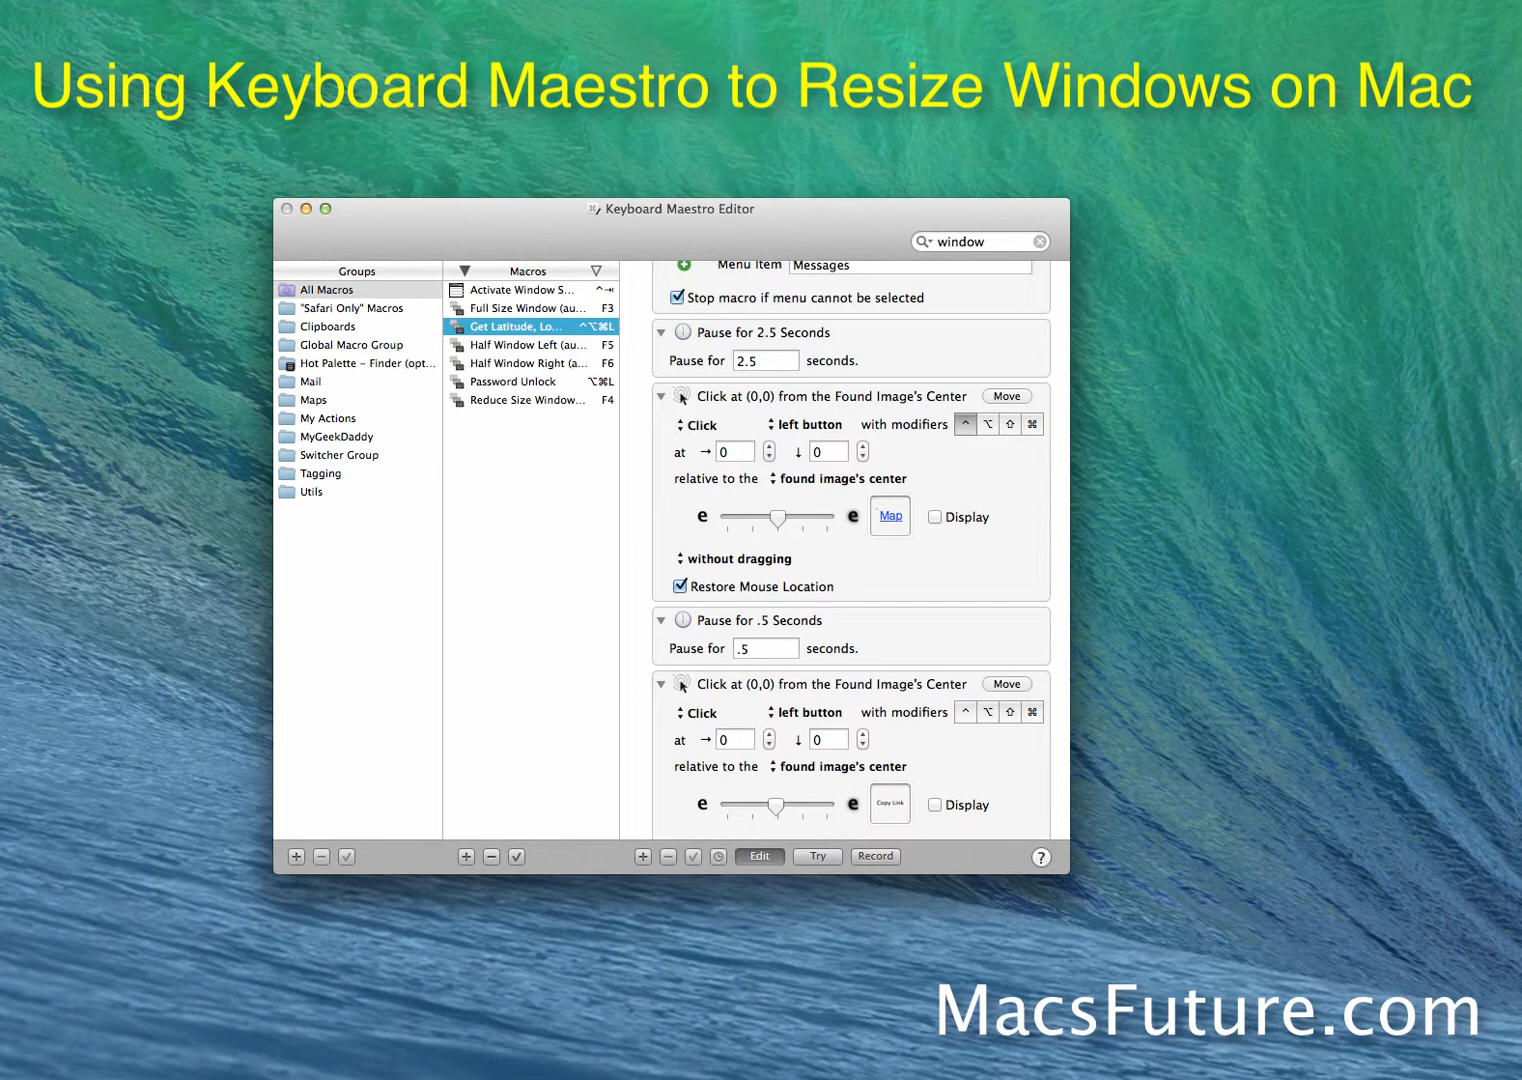 Using Keyboard Maestro to Resize Windows on Mac
Keyboard Maestro Editor
window
Groups
All Macros
"Safari Only" Macros
Clipboards
Global Macro Group
Hot Palette – Finder (opt...
Mail
Maps
My Actions
MyGeekDaddy
Switcher Group
Tagging
Utils
Macros
Activate Window S... ^⇥
Full Size Window (au... F3
Get Latitude, Lo... ^⌥⌘L
Half Window Left (au... F5
Half Window Right (a... F6
Password Unlock ⌥⌘L
Reduce Size Window... F4
Menu Item Messages
Stop macro if menu cannot be selected
Pause for 2.5 Seconds
Pause for 2.5 seconds.
Click at (0,0) from the Found Image's Center Move
Click left button with modifiers ^ ⌥ ⇧ ⌘
at → 0 ↓ 0
relative to the found image's center
e e Map Display
without dragging
Restore Mouse Location
Pause for .5 Seconds
Pause for .5 seconds.
Click at (0,0) from the Found Image's Center Move
Click left button with modifiers ^ ⌥ ⇧ ⌘
at → 0 ↓ 0
relative to the found image's center
e e Copy Link Display
Edit Try Record ?
MacsFuture.com